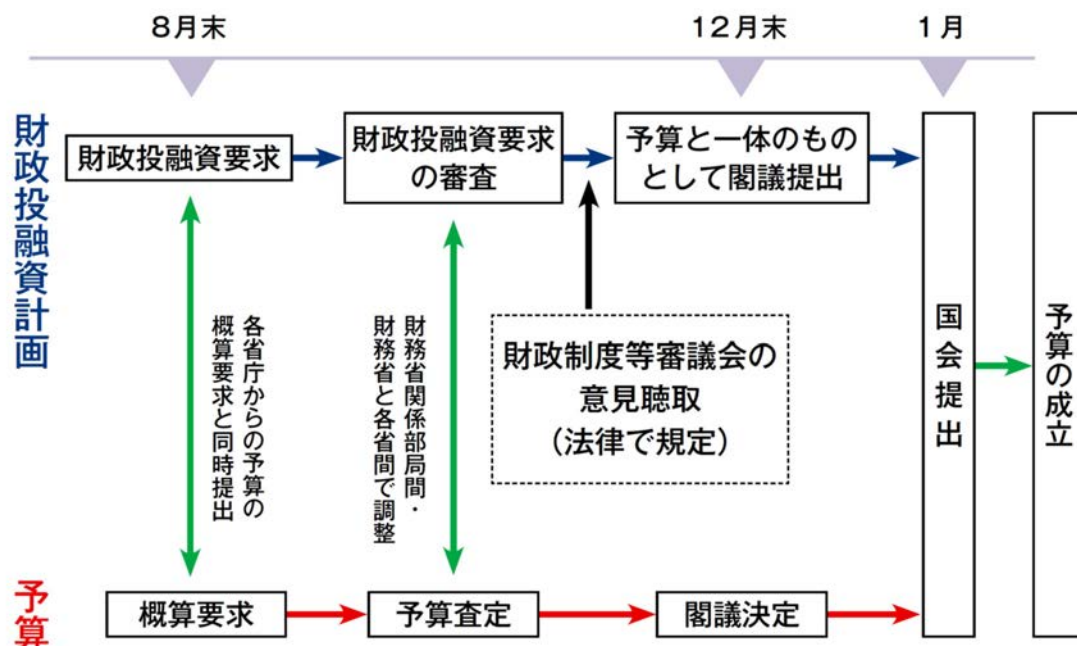 8月末
12月末
1月
財政投融資計画
財政投融資要求
財政投融資要求
の審査
予算と一体のもの
として閣議提出
各省庁からの予算の
概算要求と同時提出
財務省関係部局間・
財務省と各省間で調整
財政制度等審議会の
意見聴取
（法律で規定）
国会提出
予算の成立
予算
概算要求
予算査定
閣議決定